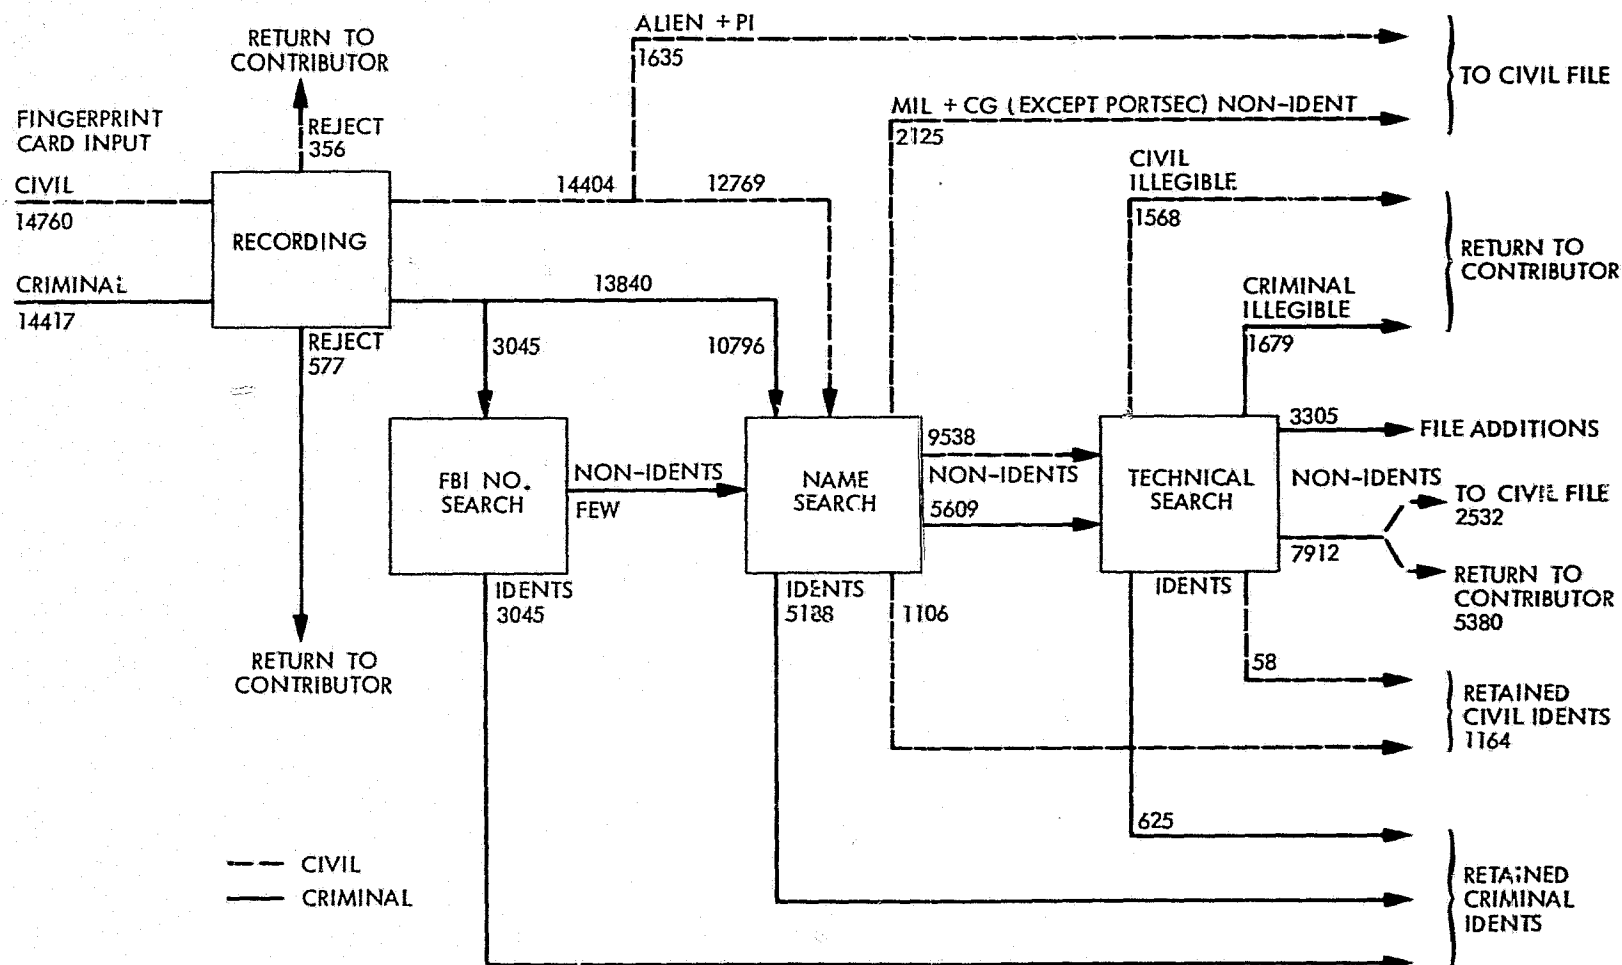 ALIEN + PI
1635
TO CIVIL FILE
RETURN TO
CONTRIBUTOR
MIL + CG (EXCEPT PORTSEC) NON-IDENT
2125
FINGERPRINT
CARD INPUT
REJECT
356
CIVIL
14760
14404
12769
CIVIL
ILLEGIBLE
1568
RECORDING
RETURN TO
CONTRIBUTOR
CRIMINAL
14417
13840
CRIMINAL
ILLEGIBLE
1679
REJECT
577
3045
10796
3305
FILE ADDITIONS
FBI NO.
SEARCH
NON-IDENTS
FEW
NAME
SEARCH
9538
NON-IDENTS
5609
TECHNICAL
SEARCH
NON-IDENTS
7912
TO CIVIL FILE
2532
RETURN TO
CONTRIBUTOR
5380
IDENTS
3045
IDENTS
5188
1106
IDENTS
58
RETURN TO
CONTRIBUTOR
RETAINED
CIVIL IDENTS
1164
625
CIVIL
CRIMINAL
RETAINED
CRIMINAL
IDENTS